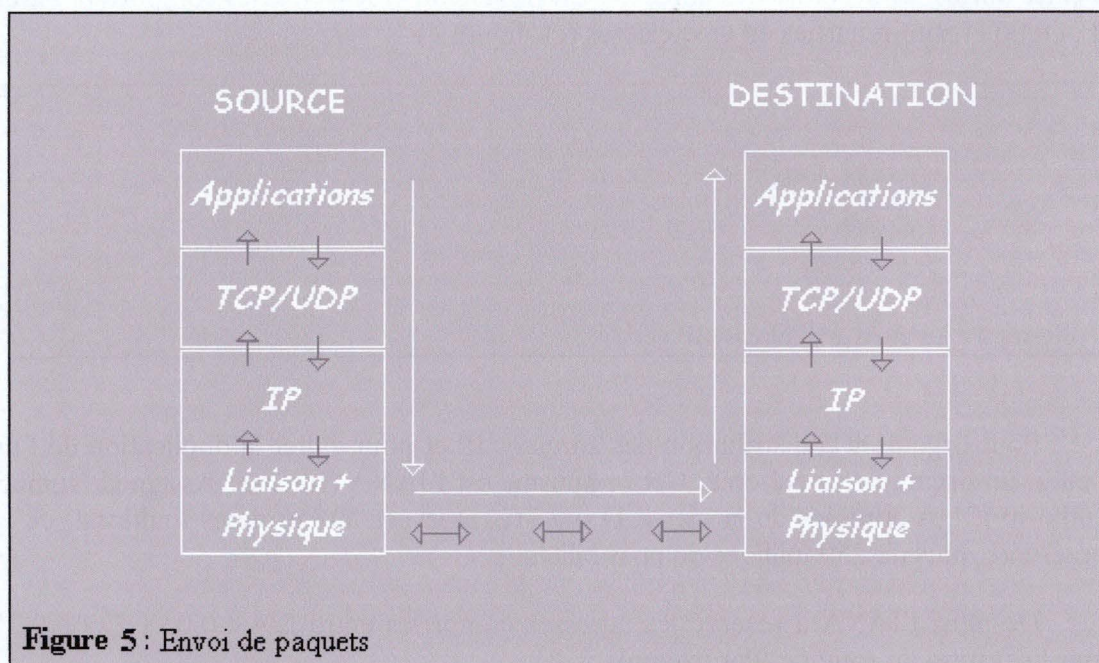 SOURCE
DESTINATION
Applications
TCP/UDP
IP
Liaison +
Physique
Applications
TCP/UDP
IP
Liaison +
Physique
Figure 5 : Envoi de paquets